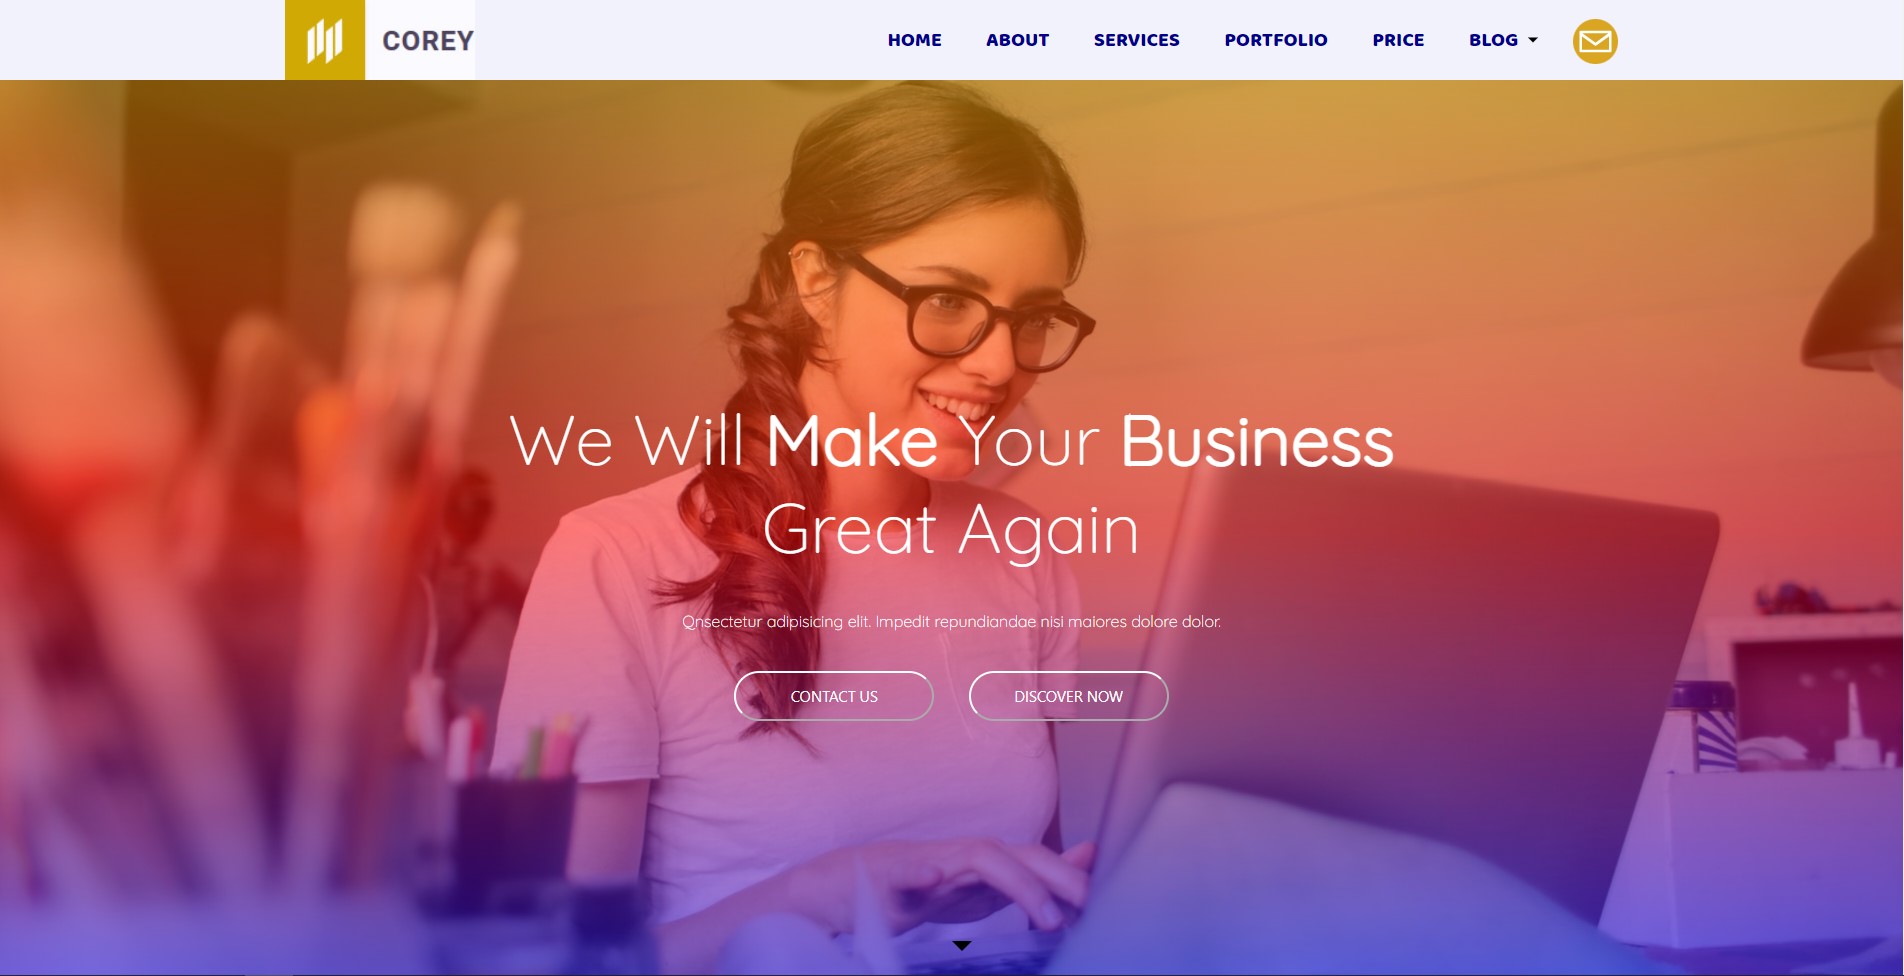 COREY
HOME ABOUT SERVICES PORTFOLIO PRICE BLOG
We Will Make Your Business
Great Again
Qnsectetur adipisicing elit. Impedit repundiandae nisi maiores dolore dolor.
CONTACT US DISCOVER NOW